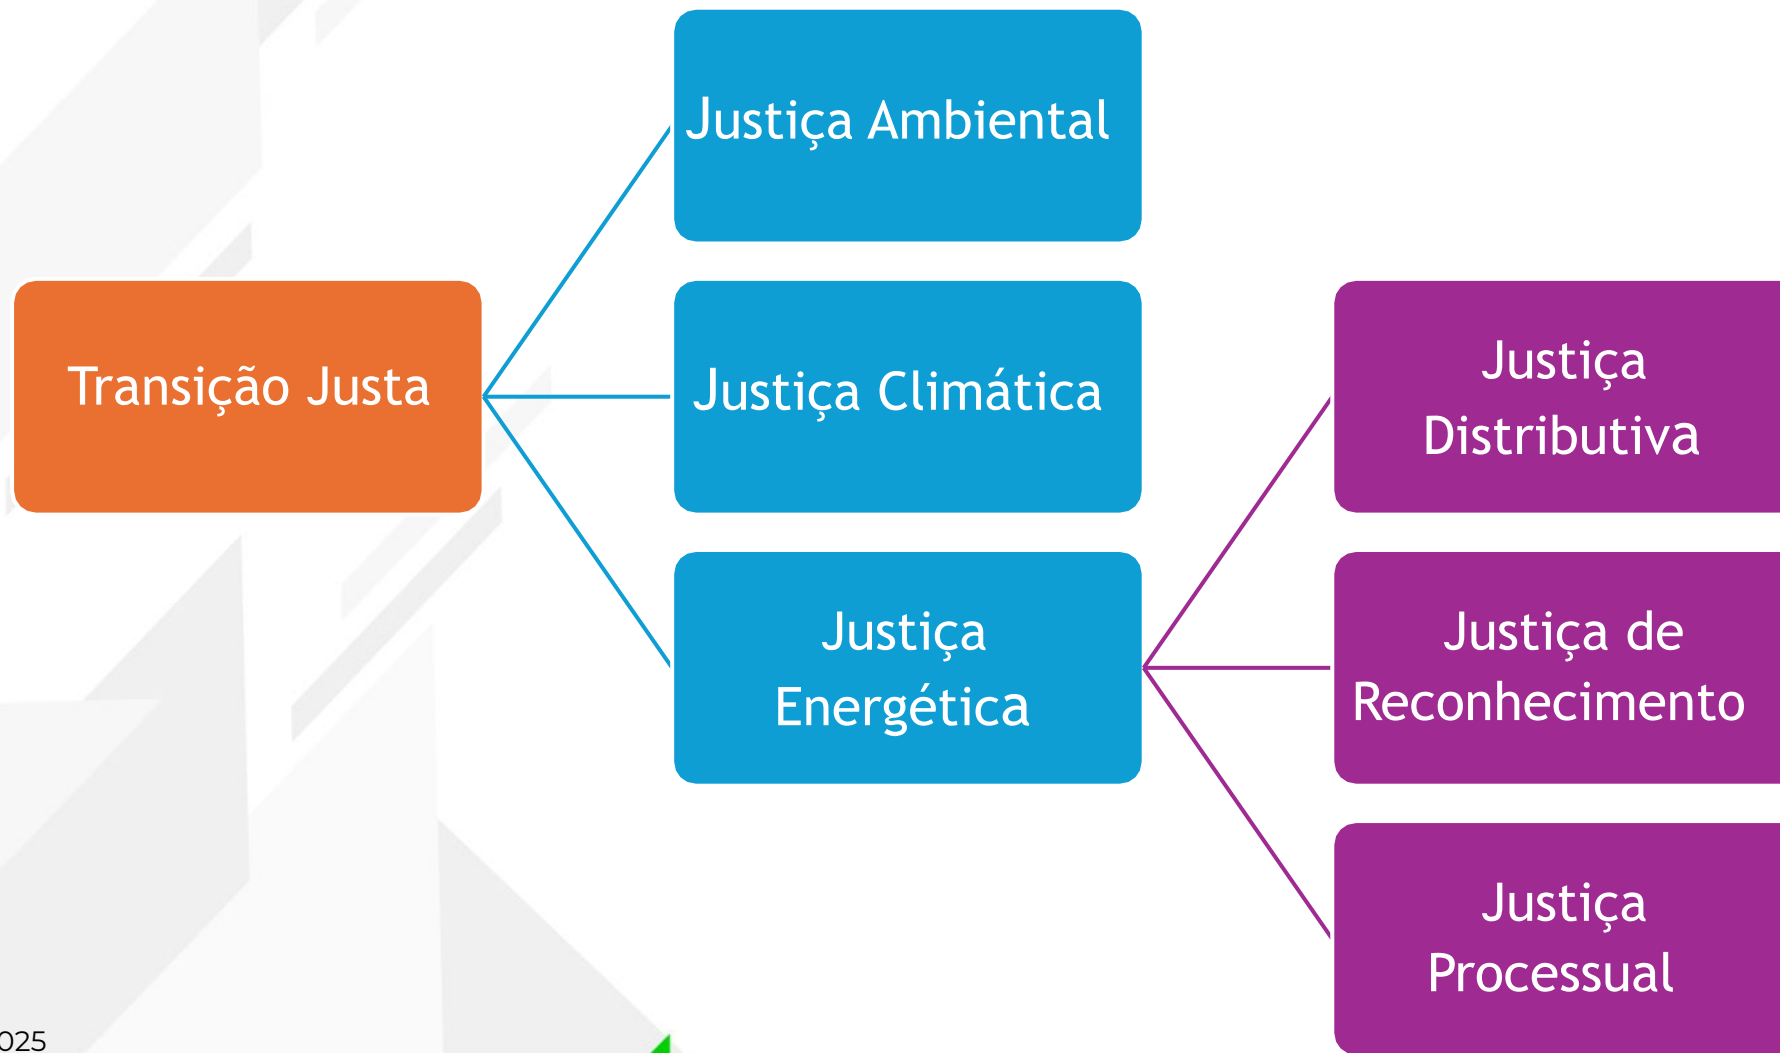 Justiça Ambiental
Transição Justa
Justiça Climática
Justiça
Energética
Justiça
Distributiva
Justiça de
Reconhecimento
Justiça
Processual
025